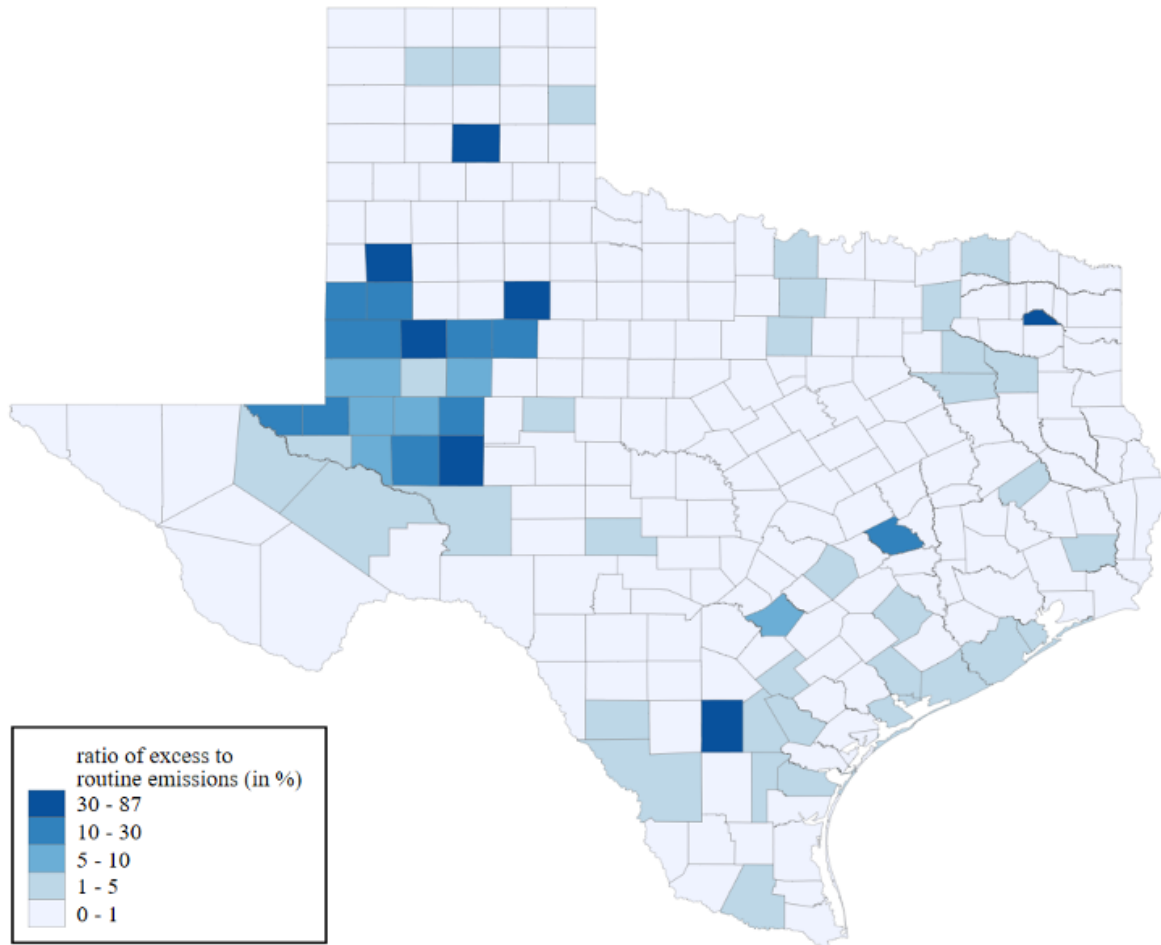 ratio of excess to
routine emissions (in %)
30 - 87
10 - 30
5 - 10
1 - 5
0 - 1